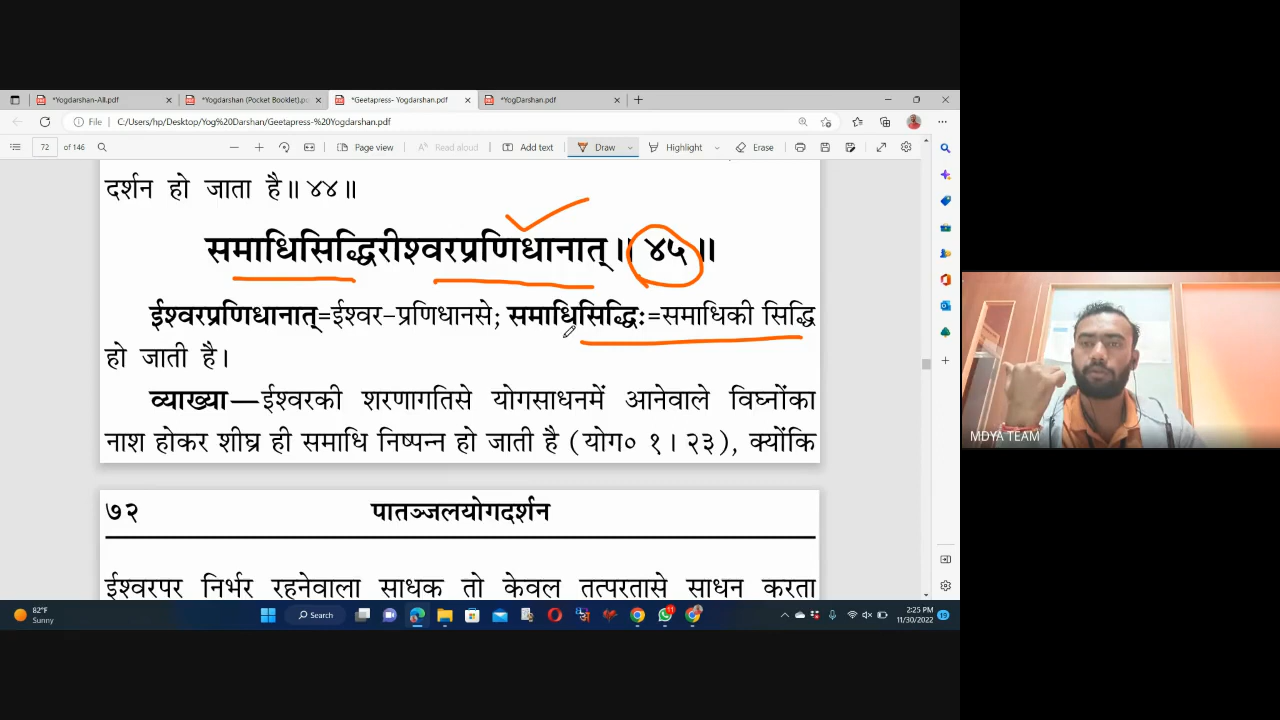 *Yogdarshan-All.pdf
*Yogdarshan (Pocket Booklet).p
*Geetapress- Yogdarshan.pdf
*YogDarshan.pdf
File
C:/Users/hp/Desktop/Yog%20Darshan/Geetapress-%20Yogdarshan.pdf
72 of 146
Page view
Read aloud
Add text
Draw
Highlight
Erase
दर्शन हो जाता है॥ ४४॥
समाधिसिद्धिरीश्वरप्रणिधानात्॥ ४५॥
ईश्वरप्रणिधानात्=ईश्वर-प्रणिधानसे; समाधिसिद्धिः=समाधिकी सिद्धि
हो जाती है।
व्याख्या—ईश्वरकी शरणागतिसे योगसाधनमें आनेवाले विघ्नोंका
नाश होकर शीघ्र ही समाधि निष्पन्न हो जाती है (योग० १। २३), क्योंकि
७२ पातञ्जलयोगदर्शन
ईश्वरपर निर्भर रहनेवाला साधक तो केवल तत्परतासे साधन करता
MDYA TEAM
82°F
Sunny
Search
2:25 PM
11/30/2022